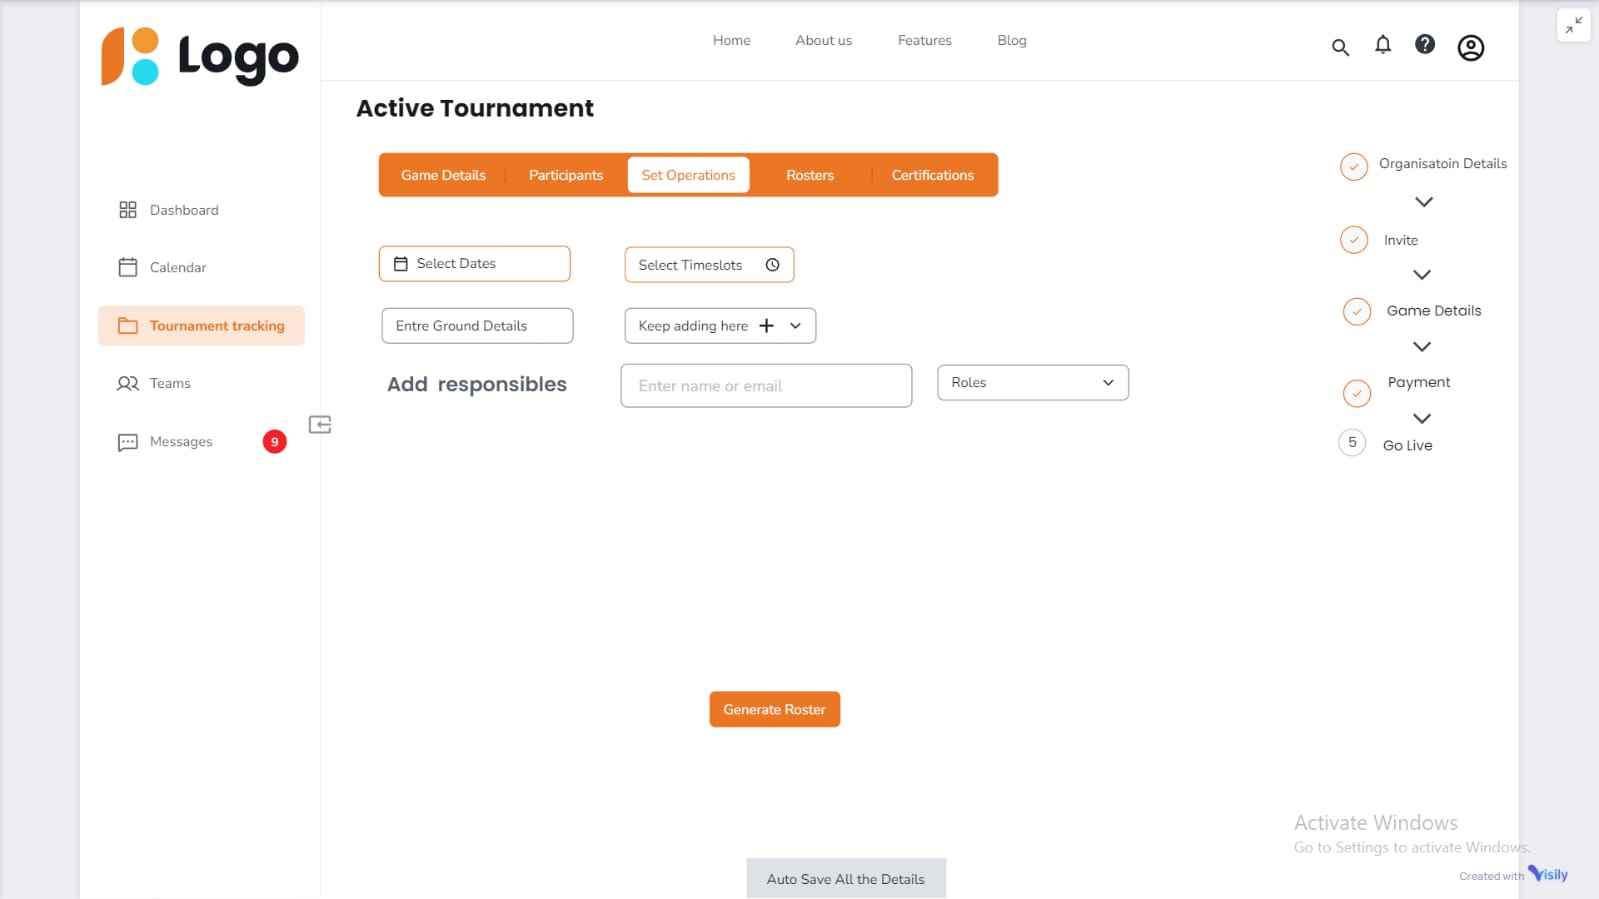 Logo
Home About us Features Blog
Active Tournament
Game Details Participants Set Operations Rosters Certifications
Dashboard
Calendar
Tournament tracking
Teams
Messages 9
Select Dates Select Timeslots
Entre Ground Details Keep adding here
Add responsibles Enter name or email Roles
Organisatoin Details
Invite
Game Details
Payment
5 Go Live
Generate Roster
Auto Save All the Details
Activate Windows
Go to Settings to activate Windows.
Created with Visily